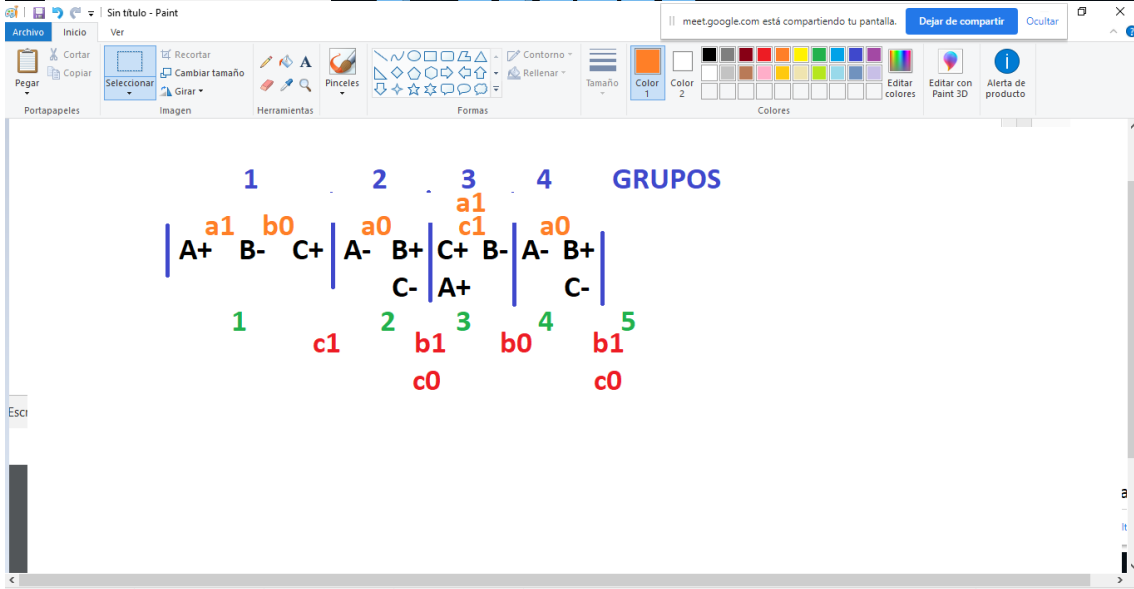 Sin título - Paint
meet.google.com está compartiendo tu pantalla. Dejar de compartir Ocultar
Archivo Inicio Ver
Pegar Cortar Copiar
Seleccionar Recortar Cambiar tamaño Girar
A
Pinceles
Contorno Rellenar
Tamaño
Color 1
Color 2
Editar colores
Editar con Paint 3D
Alerta de producto
Portapapeles Imagen Herramientas Formas Colores
1 2 3 4 GRUPOS
a1
a1 b0 a0 c1 a0
A+ B- C+ A- B+ C+ B- A- B+
C- A+ C-
1 2 3 4 5
c1 b1 b0 b1
c0 c0